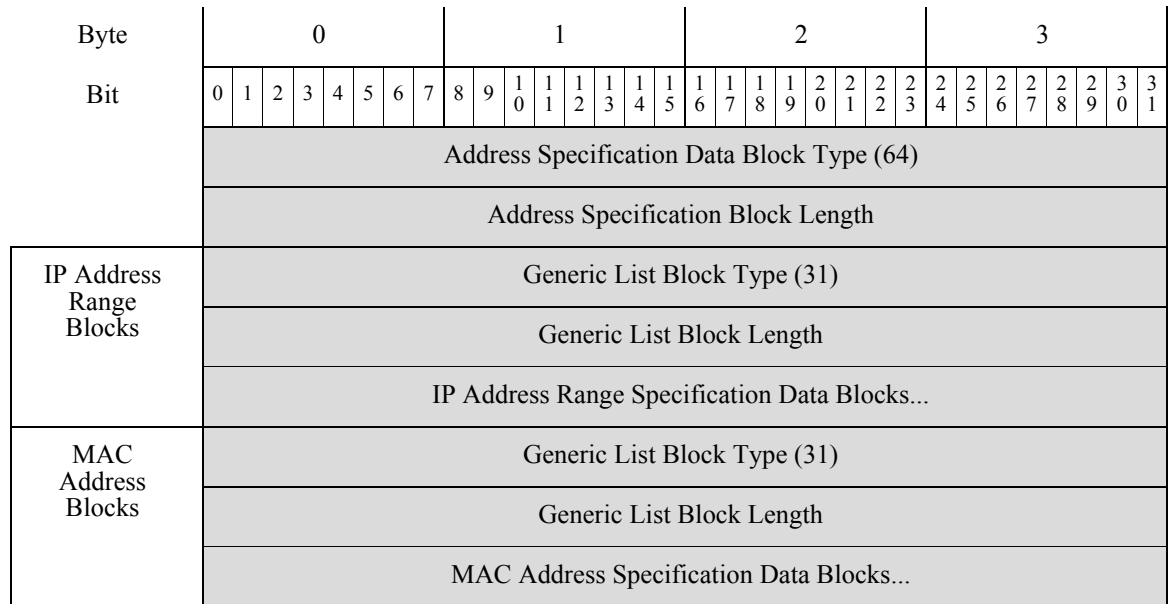 Byte 0 1 2 3
Bit 0 1 2 3 4 5 6 7 8 9 10 11 12 13 14 15 16 17 18 19 20 21 22 23 24 25 26 27 28 29 30 31
Address Specification Data Block Type (64)
Address Specification Block Length
IP Address
Range
Blocks
Generic List Block Type (31)
Generic List Block Length
IP Address Range Specification Data Blocks...
MAC
Address
Blocks
Generic List Block Type (31)
Generic List Block Length
MAC Address Specification Data Blocks...